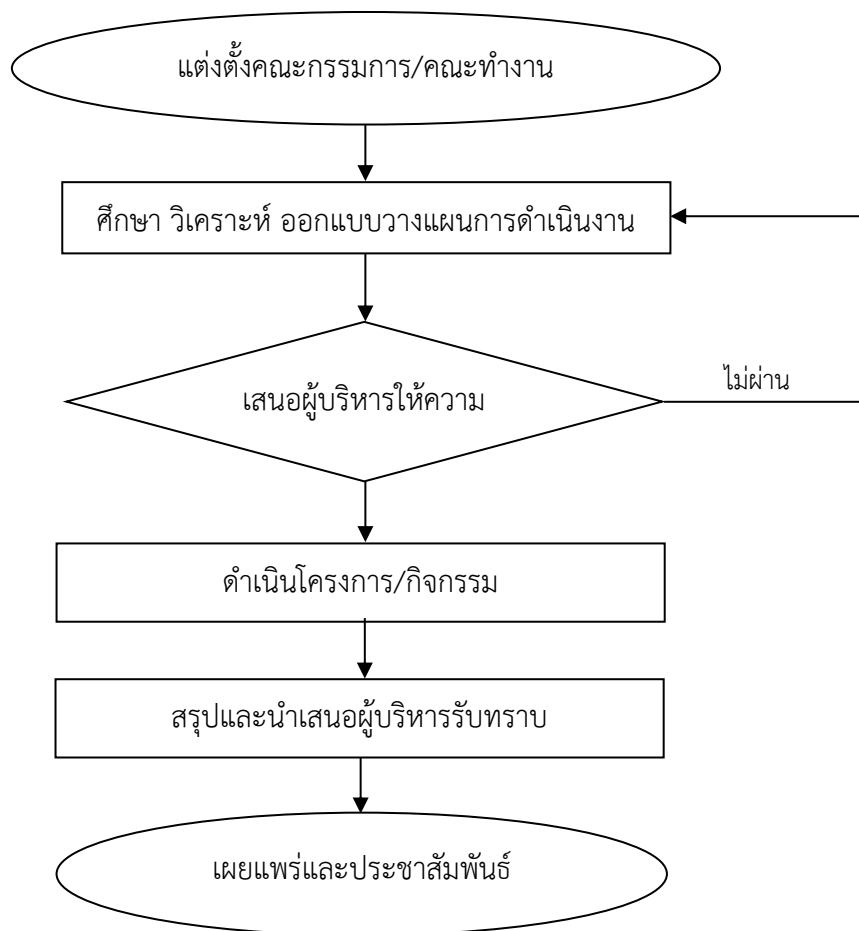 แต่งตั้งคณะกรรมการ/คณะทำงาน
ศึกษา วิเคราะห์ ออกแบบวางแผนการดำเนินงาน
เสนอผู้บริหารให้ความ
ไม่ผ่าน
ดำเนินโครงการ/กิจกรรม
สรุปและนำเสนอผู้บริหารรับทราบ
เผยแพร่และประชาสัมพันธ์